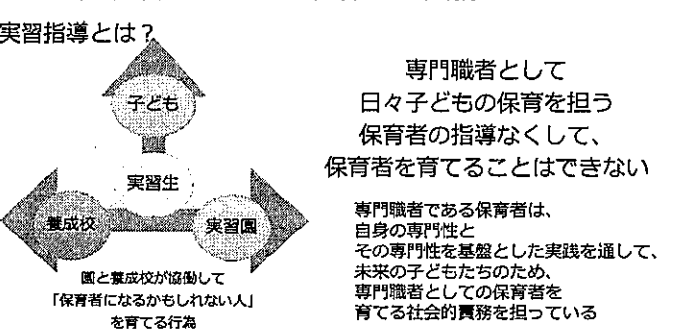 実習指導とは？
子ども
実習生
養成校
実習園
園と養成校が協働して
「保育者になるかもしれない人」
を育てる行為
専門職者として
日々子どもの保育を担う
保育者の指導なくして、
保育者を育てることはできない
専門職者である保育者は、
自身の専門性と
その専門性を基盤とした実践を通して、
未来の子どもたちのため、
専門職者としての保育者を
育てる社会的責務を担っている